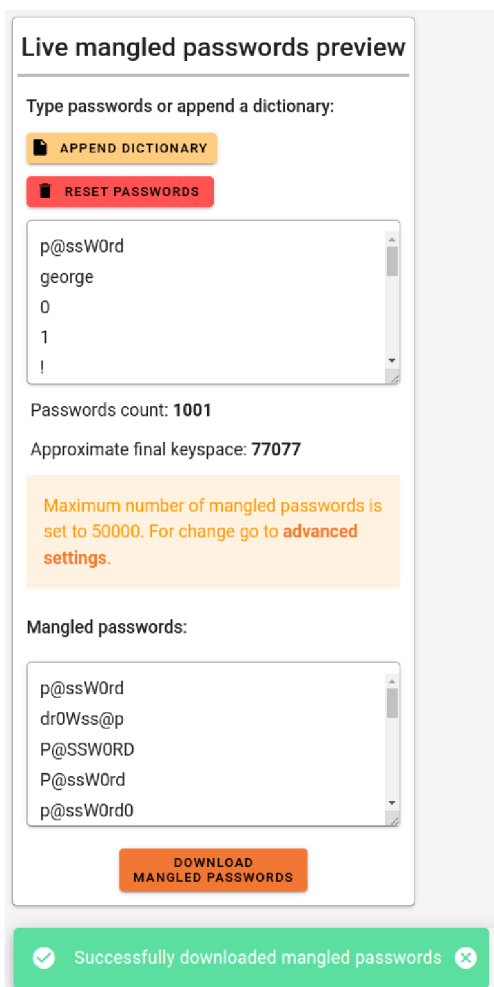 Live mangled passwords preview
Type passwords or append a dictionary:
APPEND DICTIONARY
RESET PASSWORDS
p@ssW0rd
george
0
1
!
Passwords count: 1001
Approximate final keyspace: 77077
Maximum number of mangled passwords is
set to 50000. For change go to advanced
settings.
Mangled passwords:
p@ssW0rd
dr0Wss@p
P@SSW0RD
P@ssW0rd
p@ssW0rd0
DOWNLOAD
MANGLED PASSWORDS
Successfully downloaded mangled passwords